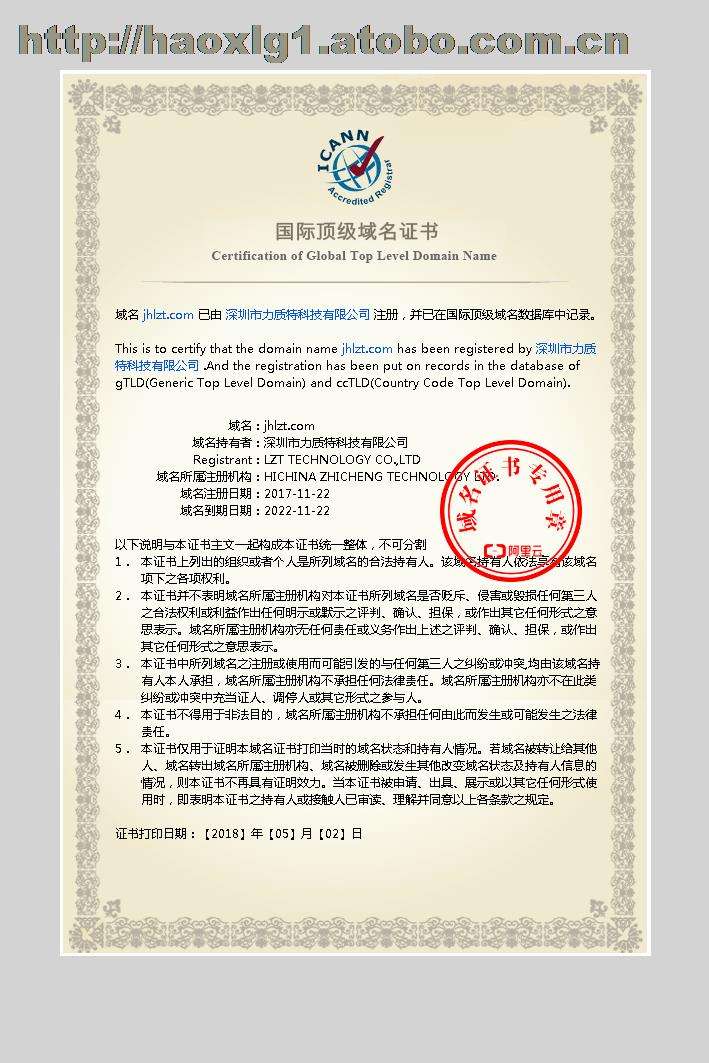 http://haoxlg1.atobo.com.cn
ICANN
Accredited Registrar
国际顶级域名证书
Certification of Global Top Level Domain Name
域名 jhlzt.com 已由 深圳市力质特科技有限公司 注册，并已在国际顶级域名数据库中记录。
This is to certify that the domain name jhlzt.com has been registered by 深圳市力质
特科技有限公司 .And the registration has been put on records in the database of
gTLD(Generic Top Level Domain) and ccTLD(Country Code Top Level Domain).
域名：jhlzt.com
域名持有者：深圳市力质特科技有限公司
Registrant：LZT TECHNOLOGY CO.,LTD
域名所属注册机构：HICHINA ZHICHENG TECHNOLOGY LTD.
域名注册日期：2017-11-22
域名到期日期：2022-11-22
域名证书专用章
阿里云
以下说明与本证书主文一起构成本证书统一整体，不可分割
1． 本证书上列出的组织或者个人是所列域名的合法持有人。该域名持有人依法享有该域名
项下之各项权利。
2． 本证书并不表明域名所属注册机构对本证书所列域名是否贬斥、侵害或毁损任何第三人
之合法权利或利益作出任何明示或默示之评判、确认、担保，或作出其它任何形式之意
思表示。域名所属注册机构亦无任何责任或义务作出上述之评判、确认、担保，或作出
其它任何形式之意思表示。
3． 本证书中所列域名之注册或使用而可能引发的与任何第三人之纠纷或冲突,均由该域名持
有人本人承担，域名所属注册机构不承担任何法律责任。域名所属注册机构亦不在此类
纠纷或冲突中充当证人、调停人或其它形式之参与人。
4． 本证书不得用于非法目的，域名所属注册机构不承担任何由此而发生或可能发生之法律
责任。
5． 本证书仅用于证明本域名证书打印当时的域名状态和持有人情况。若域名被转让给其他
人、域名转出域名所属注册机构、域名被删除或发生其他改变域名状态及持有人信息的
情况，则本证书不再具有证明效力。当本证书被申请、出具、展示或以其它任何形式使
用时，即表明本证书之持有人或接触人已审读、理解并同意以上各条款之规定。
证书打印日期：【2018】年【05】月【02】日